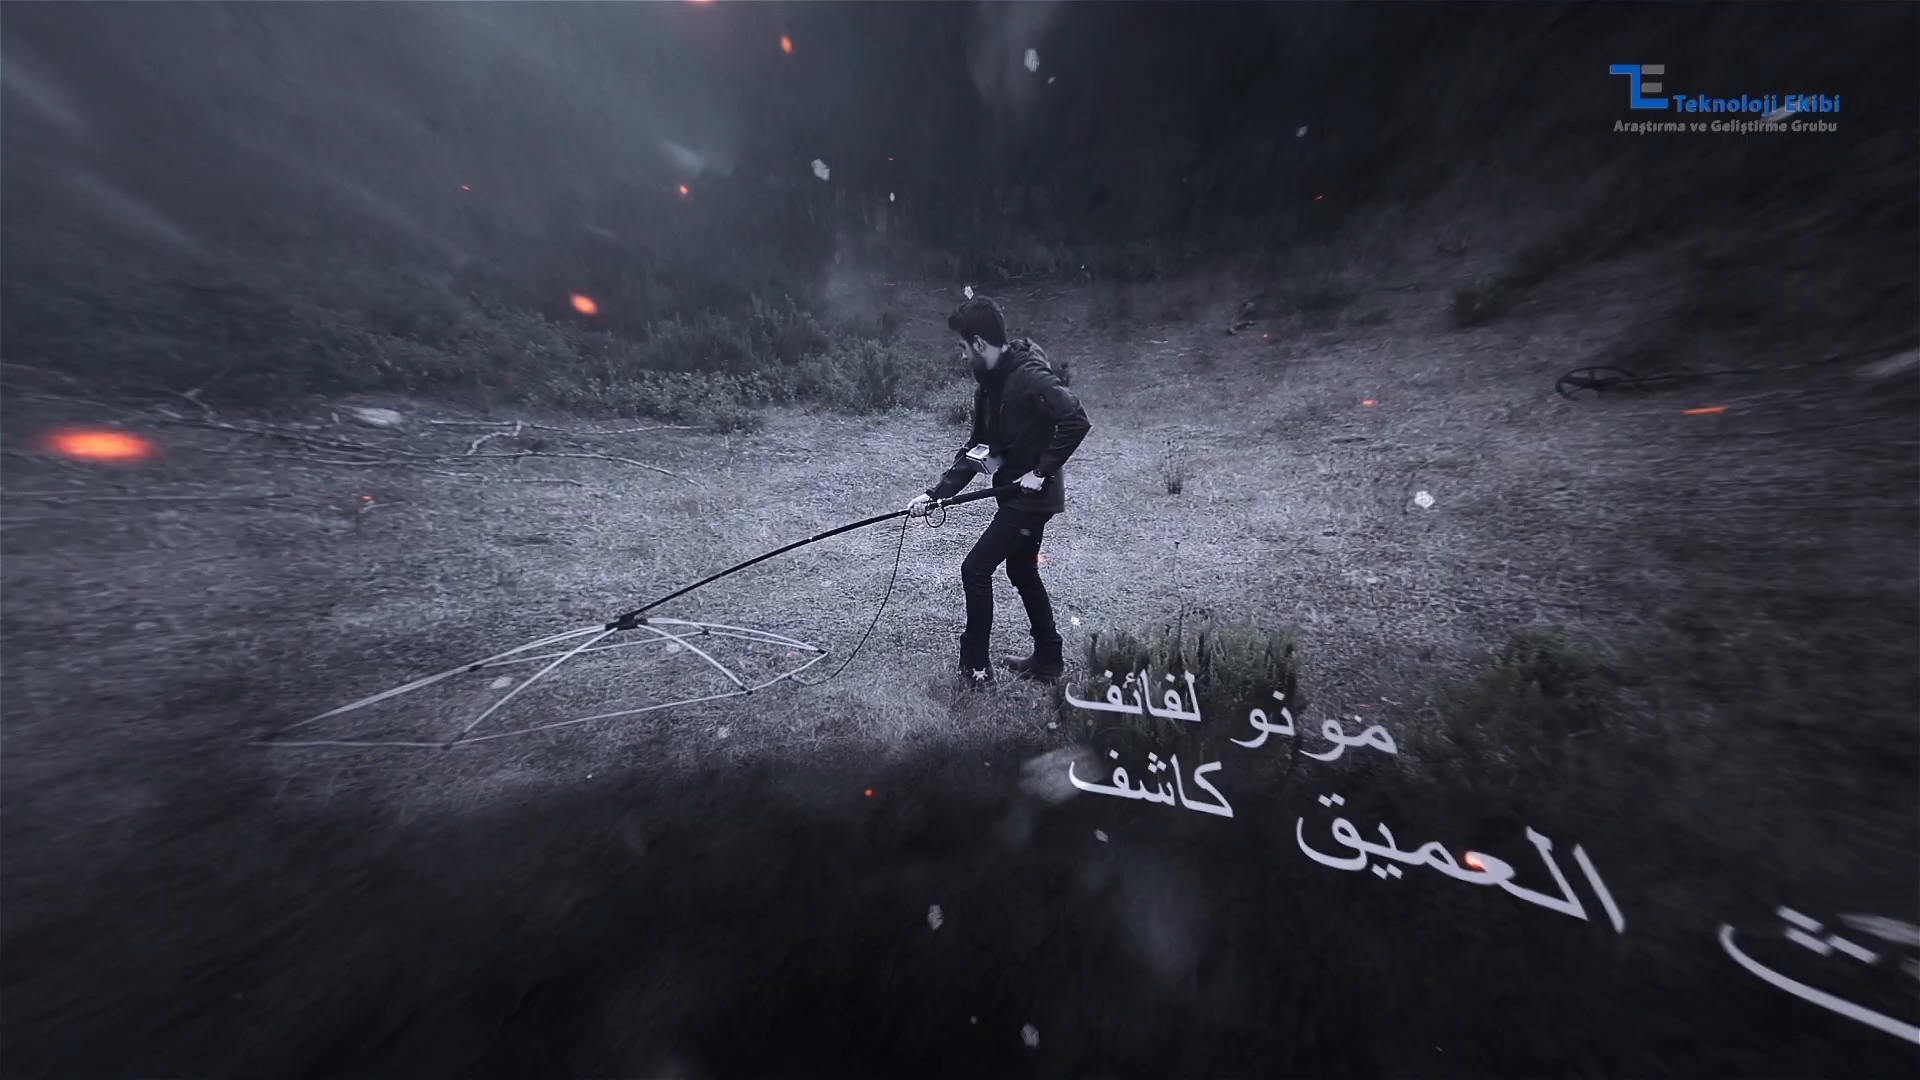 Teknoloji Ekibi
Araştırma ve Geliştirme Grubu
مونو لفائف
العميق كاشف